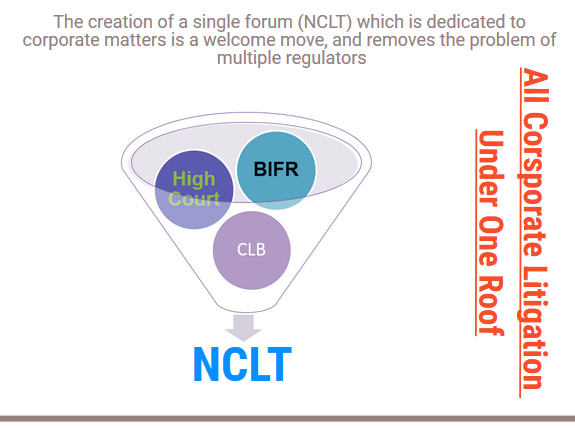 The creation of a single forum (NCLT) which is dedicated to
corporate matters is a welcome move, and removes the problem of
multiple regulators
High
Court
BIFR
CLB
NCLT
All Corsporate Litigation
Under One Roof